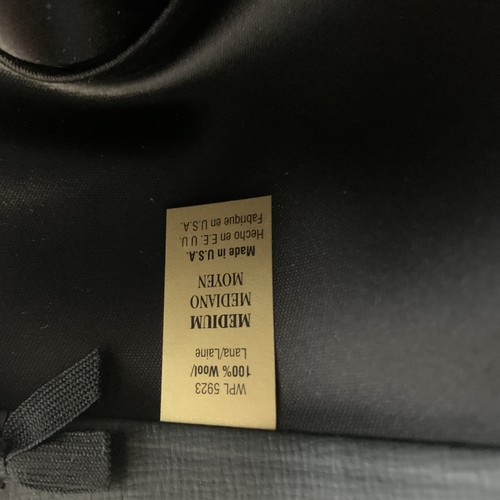 WPL 5923
100% Wool/
Lana/Laine
MEDIUM
MEDIANO
MOYEN
Made in U.S.A.
Hecho en E.E. U.U.
Fabrique en U.S.A.